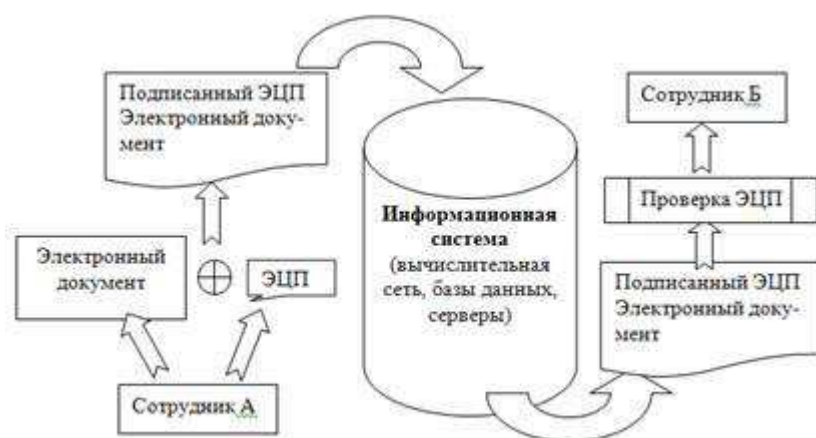 Подписанный ЭЦП
Электронный доку-
мент
Электронный
документ
ЭЦП
Сотрудник А
Информационная
система
(вычислительная
сеть, базы данных,
серверы)
Сотрудник Б
Проверка ЭЦП
Подписанный ЭЦП
Электронный доку-
мент